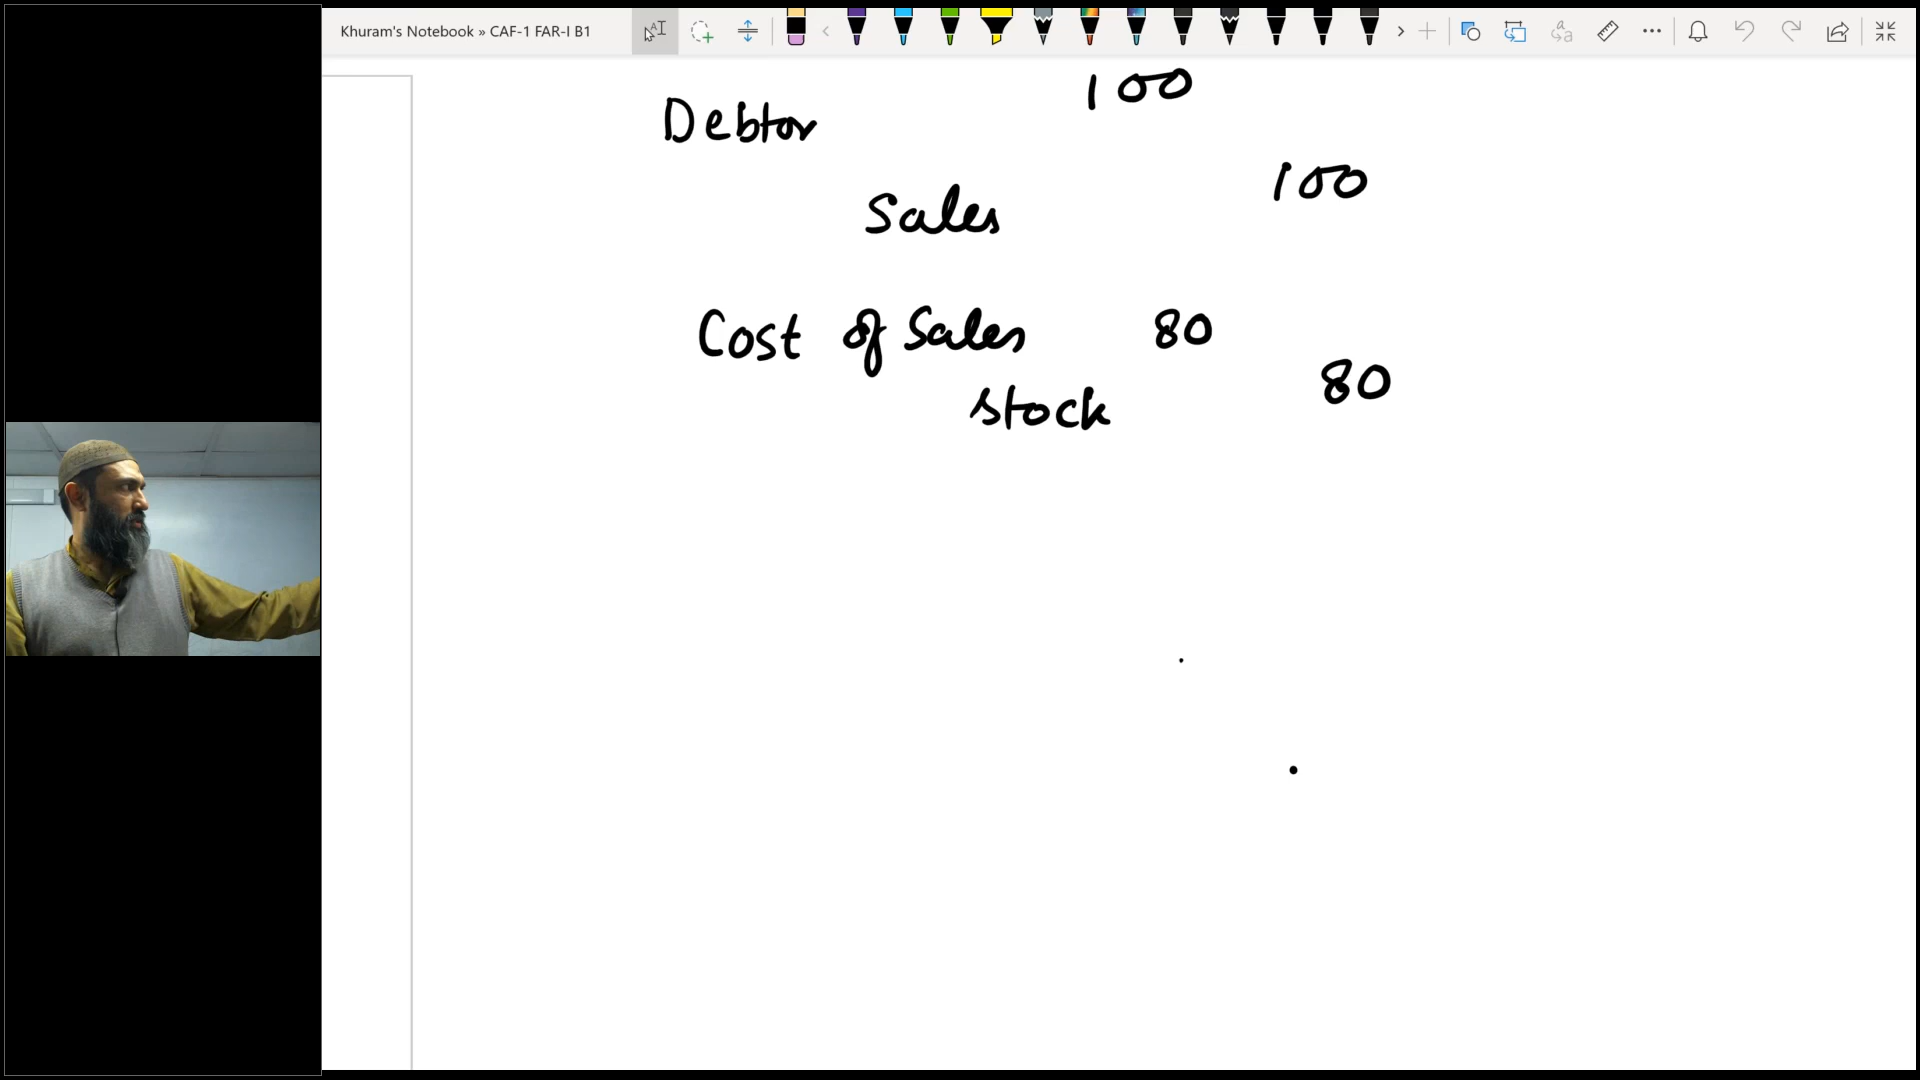 Khuram's Notebook » CAF-1 FAR-I B1
Debtor 100
Sales 100
Cost of Sales 80
Stock 80